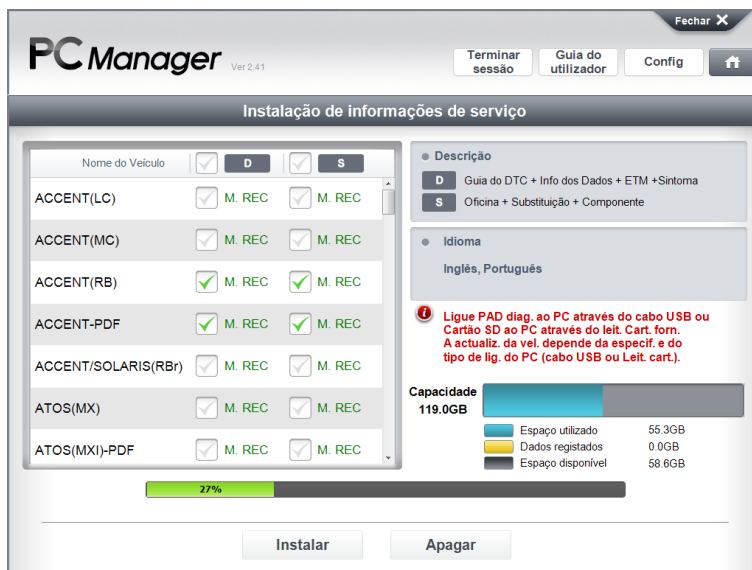 Fechar X
PC Manager Ver 2.41
Terminar sessão
Guia do utilizador
Config
Instalação de informações de serviço
Nome do Veículo D S
ACCENT(LC) M. REC M. REC
ACCENT(MC) M. REC M. REC
ACCENT(RB) M. REC M. REC
ACCENT-PDF M. REC M. REC
ACCENT/SOLARIS(RBr) M. REC M. REC
ATOS(MX) M. REC M. REC
ATOS(MXI)-PDF M. REC M. REC
Descrição
D Guia do DTC + Info dos Dados + ETM +Sintoma
S Oficina + Substituição + Componente
Idioma
Inglês, Português
Ligue PAD diag. ao PC através do cabo USB ou
Cartão SD ao PC através do leit. Cart. forn.
A actualiz. da vel. depende da especif. e do
tipo de lig. do PC (cabo USB ou Leit. cart.).
Capacidade
119.0GB
Espaço utilizado 55.3GB
Dados registados 0.0GB
Espaço disponível 58.6GB
27%
Instalar
Apagar